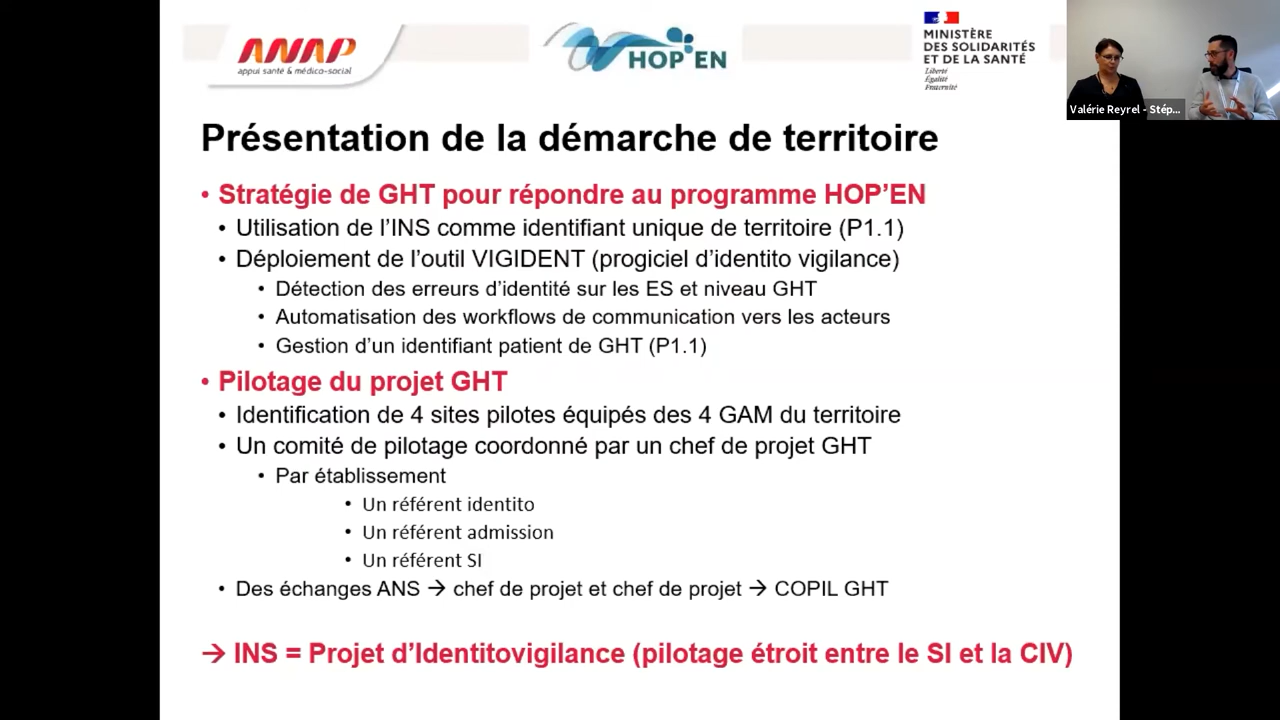 ANAP
appui santé & médico-social
HOP'EN
MINISTÈRE
DES SOLIDARITÉS
ET DE LA SANTÉ
Liberté
Égalité
Fraternité
Valérie Reyrel - Stép...
Présentation de la démarche de territoire
• Stratégie de GHT pour répondre au programme HOP’EN
• Utilisation de l’INS comme identifiant unique de territoire (P1.1)
• Déploiement de l’outil VIGIDENT (progiciel d’identito vigilance)
• Détection des erreurs d’identité sur les ES et niveau GHT
• Automatisation des workflows de communication vers les acteurs
• Gestion d’un identifiant patient de GHT (P1.1)
• Pilotage du projet GHT
• Identification de 4 sites pilotes équipés des 4 GAM du territoire
• Un comité de pilotage coordonné par un chef de projet GHT
• Par établissement
• Un référent identito
• Un référent admission
• Un référent SI
• Des échanges ANS → chef de projet et chef de projet → COPIL GHT
→ INS = Projet d’Identitovigilance (pilotage étroit entre le SI et la CIV)